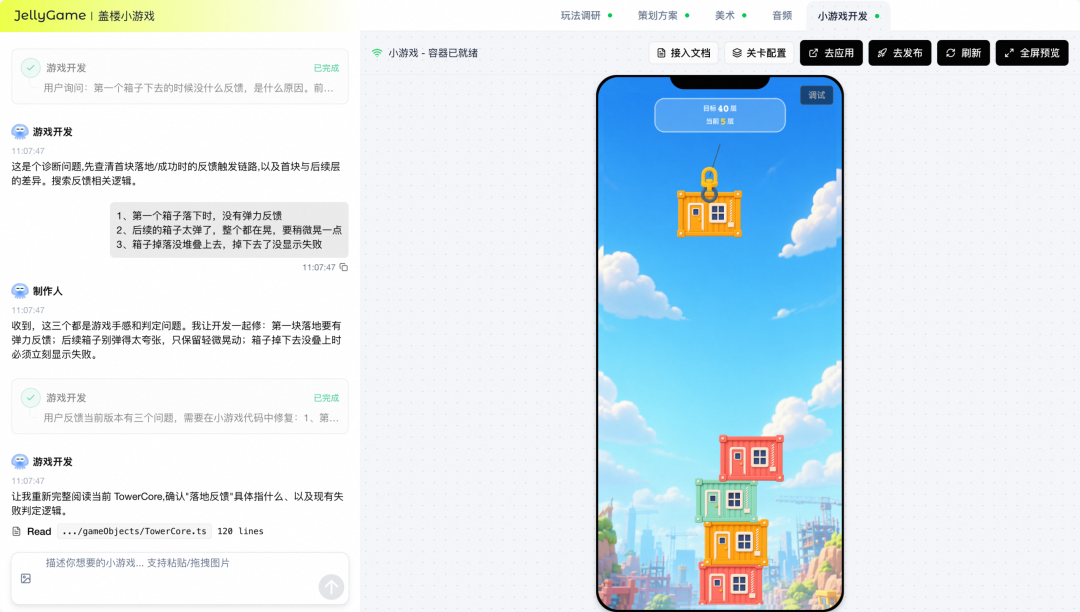 JellyGame | 盖楼小游戏
玩法调研
策划方案
美术
音频
小游戏开发
游戏开发
已完成
用户询问：第一个箱子下去的时候没什么反馈，是什么原因。前...
游戏开发
11:07:47
这是个诊断问题,先查清首块落地/成功时的反馈触发链路,以及首块与后续层
的差异。搜索反馈相关逻辑。
1、第一个箱子落下时，没有弹力反馈
2、后续的箱子太弹了，整个都在晃，要稍微晃一点
3、箱子掉落没堆叠上去，掉下去了没显示失败
11:07:47
制作人
11:07:47
收到，这三个都是游戏手感和判定问题。我让开发一起修：第一块落地要有
弹力反馈；后续箱子别弹得太夸张，只保留轻微晃动；箱子掉下去没叠上时
必须立刻显示失败。
游戏开发
已完成
用户反馈当前版本有三个问题，需要在小游戏代码中修复：1、第...
游戏开发
11:07:47
让我重新完整阅读当前 TowerCore,确认"落地反馈"具体指什么、以及现有失
败判定逻辑。
Read .../gameObjects/TowerCore.ts 120 lines
描述你想要的小游戏... 支持粘贴/拖拽图片
小游戏 - 容器已就绪
接入文档
关卡配置
去应用
去发布
刷新
全屏预览
调试
目标 40 层
当前 5 层